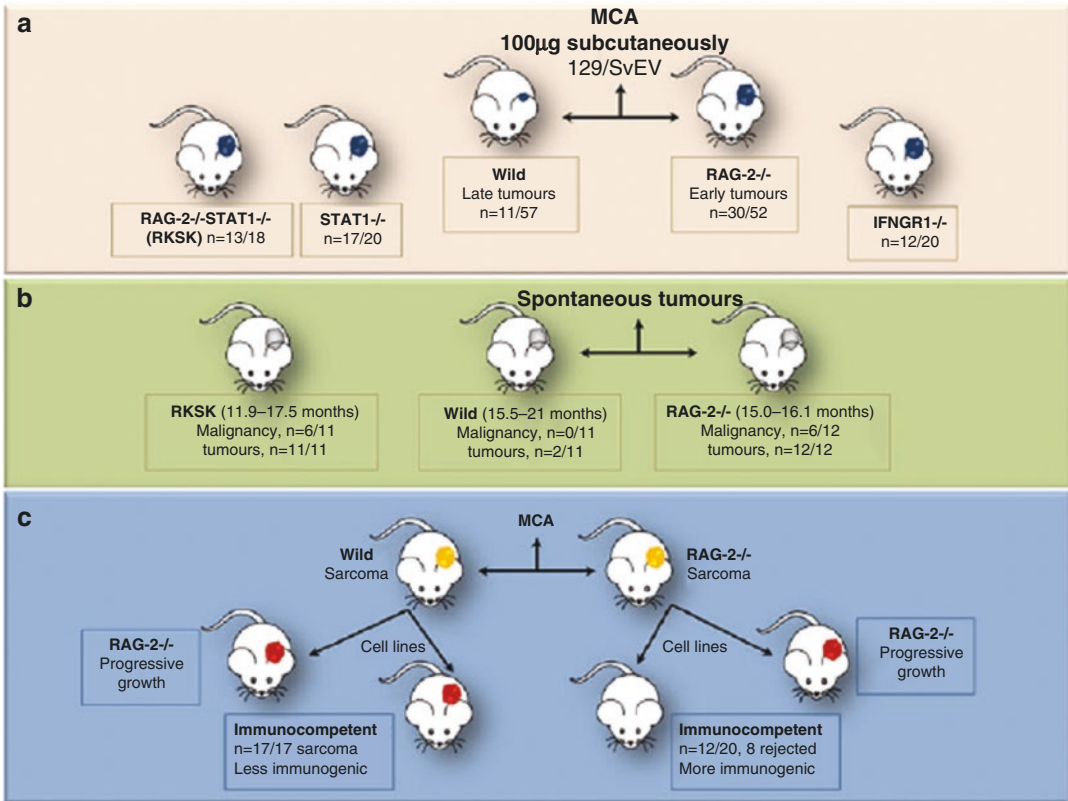 a
MCA
100µg subcutaneously
129/SvEV
RAG-2-/-STAT1-/-
(RKSK) n=13/18
STAT1-/-
n=17/20
Wild
Late tumours
n=11/57
RAG-2-/-
Early tumours
n=30/52
IFNGR1-/-
n=12/20
b
Spontaneous tumours
RKSK (11.9–17.5 months)
Malignancy, n=6/11
tumours, n=11/11
Wild (15.5–21 months)
Malignancy, n=0/11
tumours, n=2/11
RAG-2-/- (15.0–16.1 months)
Malignancy, n=6/12
tumours, n=12/12
c
MCA
Wild
Sarcoma
RAG-2-/-
Sarcoma
RAG-2-/-
Progressive
growth
Cell lines
Cell lines
RAG-2-/-
Progressive
growth
Immunocompetent
n=17/17 sarcoma
Less immunogenic
Immunocompetent
n=12/20, 8 rejected
More immunogenic